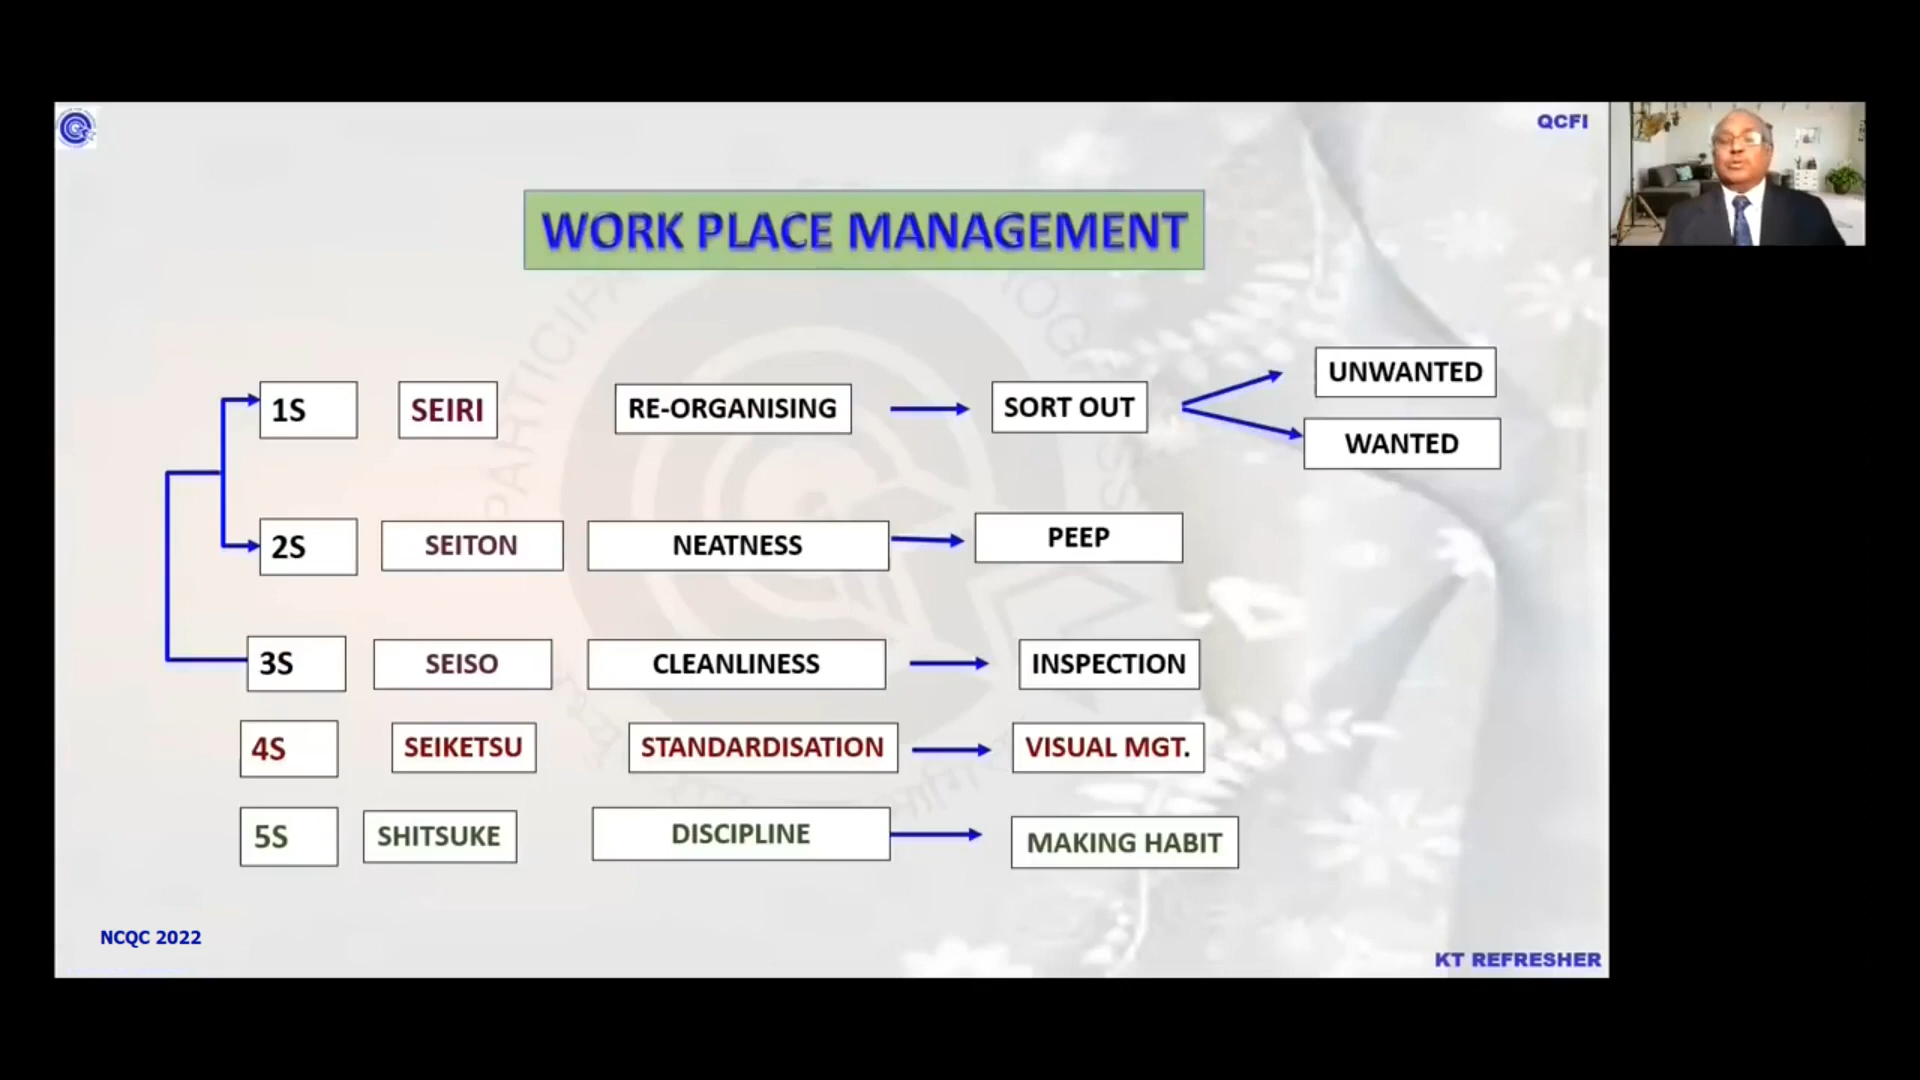 QCFI
WORK PLACE MANAGEMENT
1S SEIRI RE-ORGANISING SORT OUT UNWANTED
WANTED
2S SEITON NEATNESS PEEP
3S SEISO CLEANLINESS INSPECTION
4S SEIKETSU STANDARDISATION VISUAL MGT.
5S SHITSUKE DISCIPLINE MAKING HABIT
NCQC 2022
KT REFRESHER